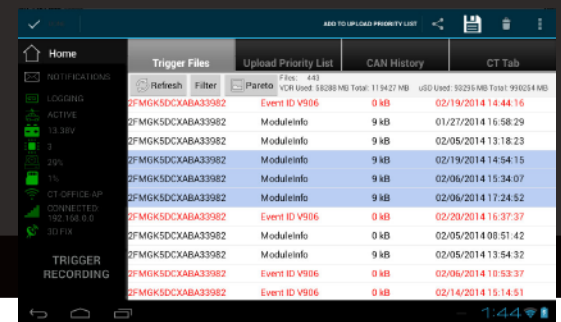 ADD TO UPLOAD PRIORITY LIST
Home
Trigger Files Upload Priority List CAN History CT Tab
NOTIFICATIONS
Refresh Filter Pareto
Files: 443
VDR Used: 58288 MB Total: 119427 MB uSD Used: 90295 MB Total: 990254 MB
LOGGING
ACTIVE
13.38V
3
29%
1%
CT-OFFICE-AP
CONNECTED
192.168.0.0
3D FIX
TRIGGER
RECORDING
2FMGK5DCXABA33982 Event ID V906 0 kB 02/19/2014 14:44:16
2FMGK5DCXABA33982 ModuleInfo 9 kB 01/27/2014 16:58:29
2FMGK5DCXABA33982 ModuleInfo 9 kB 02/05/2014 13:18:23
2FMGK5DCXABA33982 ModuleInfo 9 kB 02/19/2014 14:54:15
2FMGK5DCXABA33982 ModuleInfo 9 kB 02/06/2014 15:34:07
2FMGK5DCXABA33982 ModuleInfo 9 kB 02/06/2014 17:24:52
2FMGK5DCXABA33982 Event ID V906 0 kB 02/20/2014 16:37:37
2FMGK5DCXABA33982 ModuleInfo 9 kB 02/05/2014 08:51:42
2FMGK5DCXABA33982 ModuleInfo 9 kB 02/05/2014 13:54:32
2FMGK5DCXABA33982 Event ID V906 0 kB 02/06/2014 10:53:37
2FMGK5DCXABA33982 Event ID V906 0 kB 02/14/2014 15:14:51
1:44